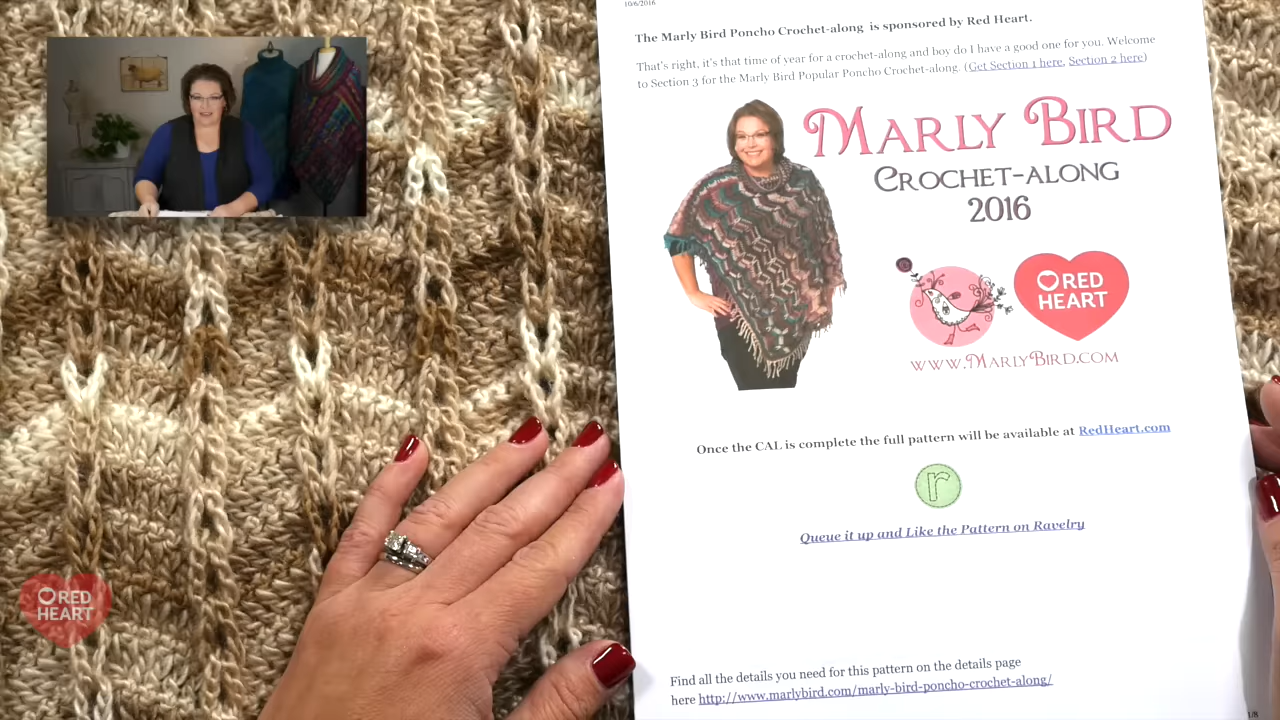 10/6/2016
The Marly Bird Poncho Crochet-along is sponsored by Red Heart.
That's right, it's that time of year for a crochet-along and boy do I have a good one for you. Welcome
to Section 3 for the Marly Bird Popular Poncho Crochet-along. (Get Section 1 here, Section 2 here)
MARLY BIRD
CROCHET-ALONG
2016
RED
HEART
WWW.MARLYBIRD.COM
Once the CAL is complete the full pattern will be available at RedHeart.com
r
Queue it up and Like the Pattern on Ravelry
RED
HEART
Find all the details you need for this pattern on the details page
here http://www.marlybird.com/marly-bird-poncho-crochet-along/
1/8